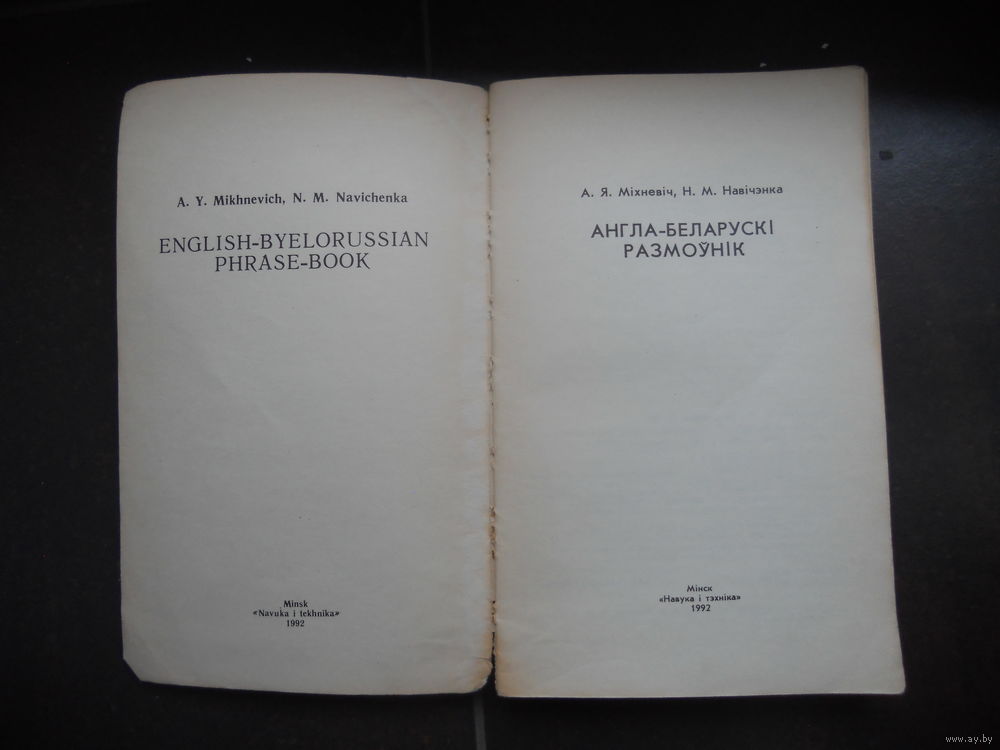 A. Y. Mikhnevich, N. M. Navichenka
ENGLISH-BYELORUSSIAN
PHRASE-BOOK
Minsk
«Navuka i tekhnika»
1992
А. Я. Міхневіч, Н. М. Навічэнка
АНГЛА-БЕЛАРУСКІ
РАЗМОЎНІК
Мінск
«Навука і тэхніка»
1992
www.ay.by